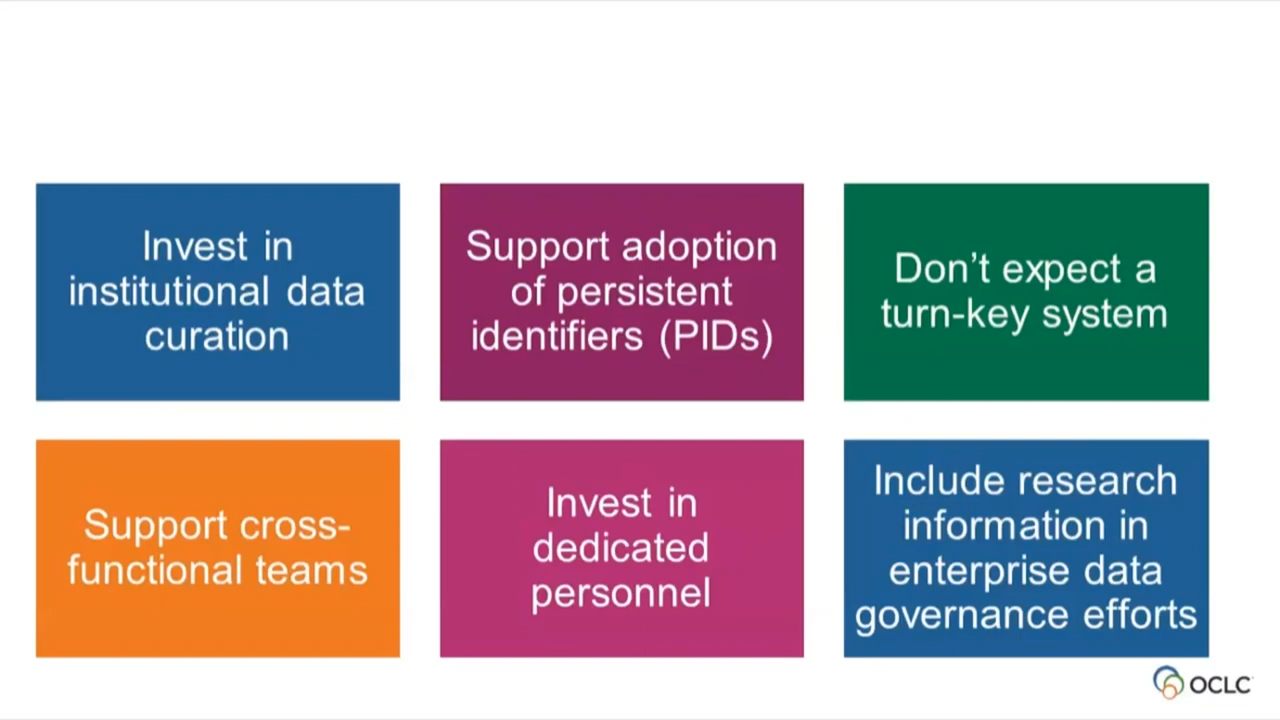 Invest in
institutional data
curation
Support adoption
of persistent
identifiers (PIDs)
Don’t expect a
turn-key system
Support cross-
functional teams
Invest in
dedicated
personnel
Include research
information in
enterprise data
governance efforts
OCLC